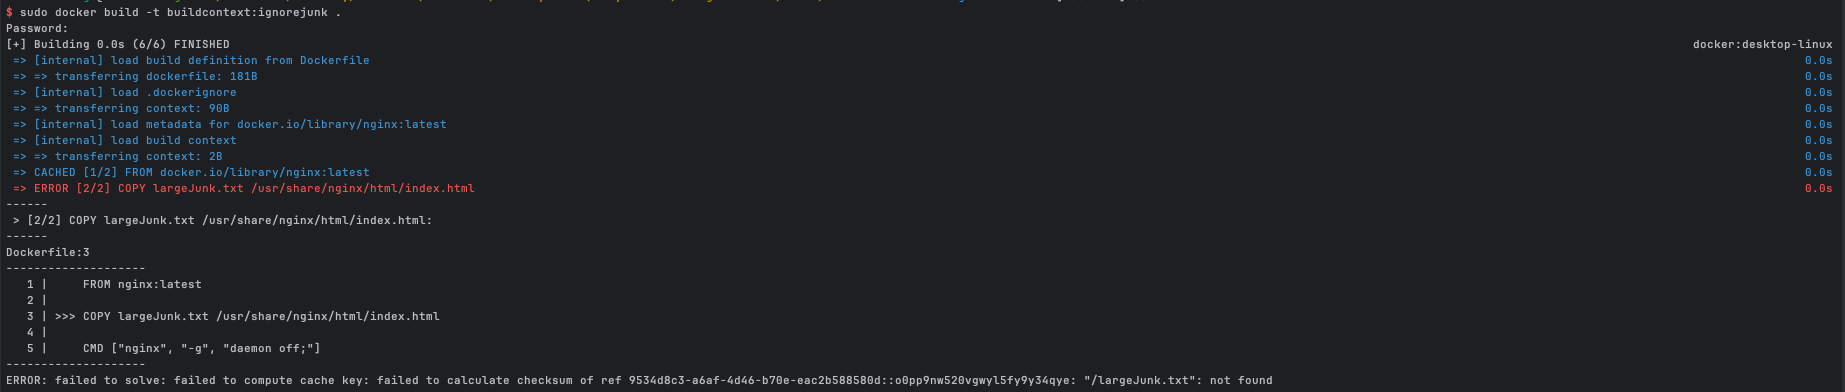 $ sudo docker build -t buildcontext:ignorejunk .
Password:
[+] Building 0.0s (6/6) FINISHED docker:desktop-linux
=> [internal] load build definition from Dockerfile 0.0s
=> => transferring dockerfile: 181B 0.0s
=> [internal] load .dockerignore 0.0s
=> => transferring context: 90B 0.0s
=> [internal] load metadata for docker.io/library/nginx:latest 0.0s
=> [internal] load build context 0.0s
=> => transferring context: 2B 0.0s
=> CACHED [1/2] FROM docker.io/library/nginx:latest 0.0s
=> ERROR [2/2] COPY largeJunk.txt /usr/share/nginx/html/index.html 0.0s
------
> [2/2] COPY largeJunk.txt /usr/share/nginx/html/index.html:
------
Dockerfile:3
--------------------
1 | FROM nginx:latest
2 |
3 | >>> COPY largeJunk.txt /usr/share/nginx/html/index.html
4 |
5 | CMD ["nginx", "-g", "daemon off;"]
--------------------
ERROR: failed to solve: failed to compute cache key: failed to calculate checksum of ref 9534d8c3-a6af-4d46-b70e-eac2b588580d::o0pp9nw520vgwyl5fy9y34qye: "/largeJunk.txt": not found